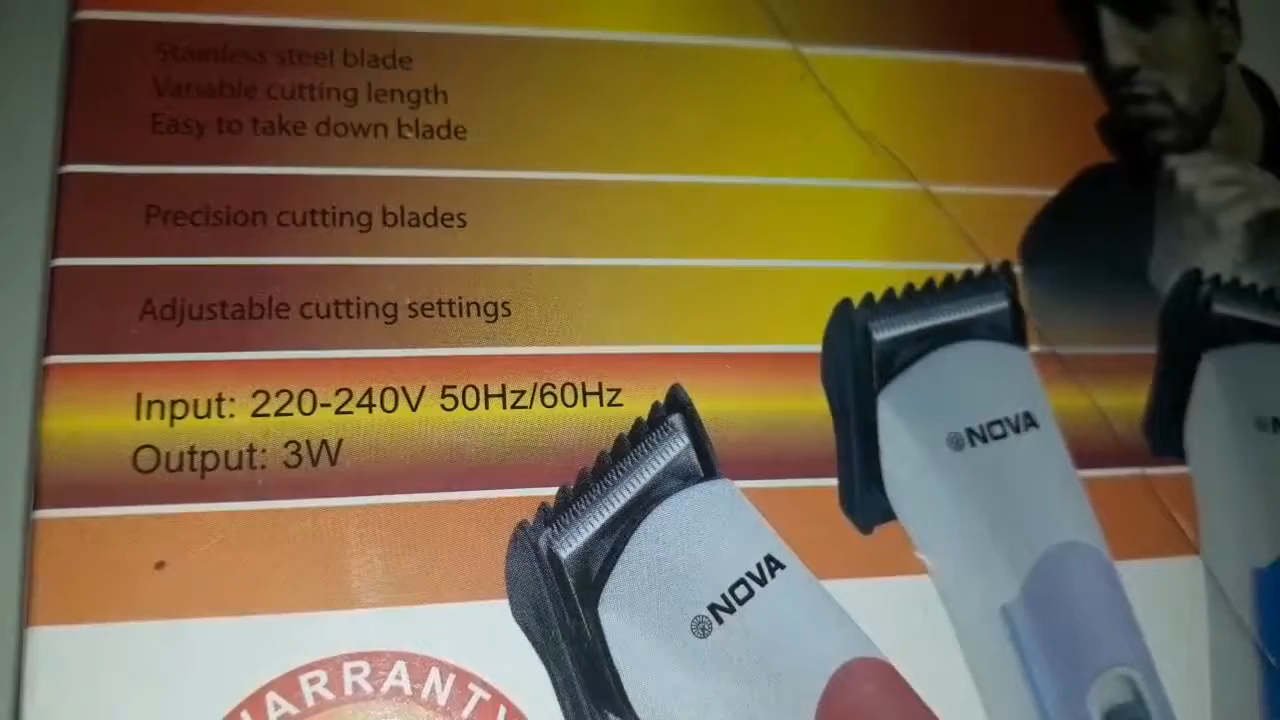 Stainless steel blade
Variable cutting length
Easy to take down blade
Precision cutting blades
Adjustable cutting settings
Input: 220-240V 50Hz/60Hz
Output: 3W
NOVA
NOVA
WARRANTY